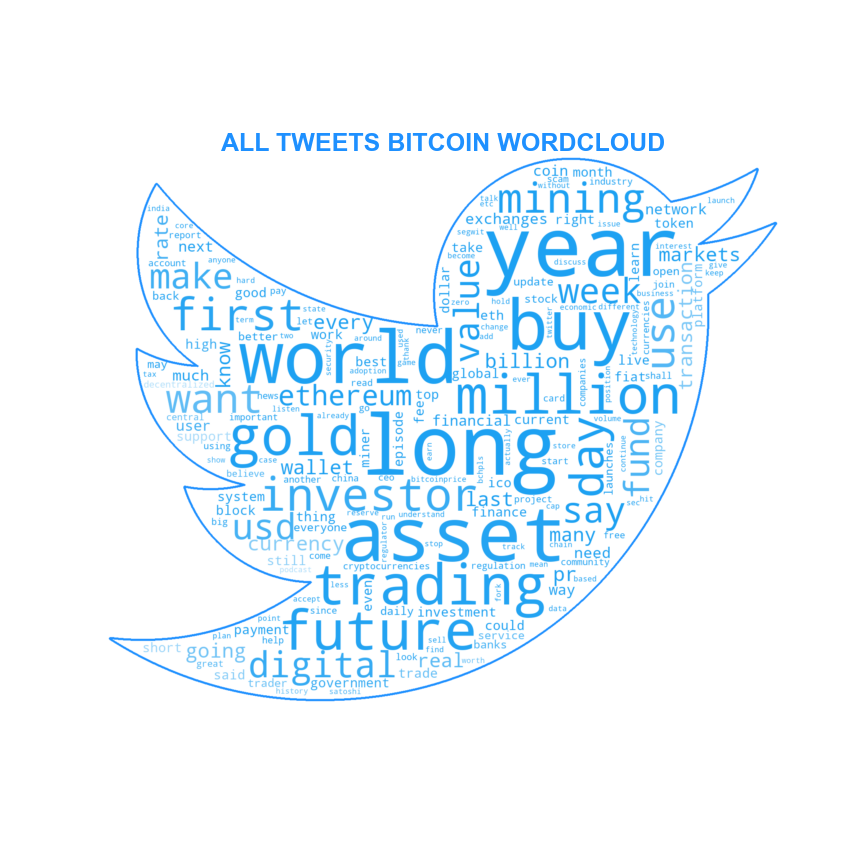 ALL TWEETS BITCOIN WORDCLOUD
coin month
scam
industry
without
talk
etc
mining
launch
network
india
core
exchanges right
issue
token
report
rate
segwit
well
year
next
take
become
interest
markets
account
anyone
discuss
give
keep
open
learn
make
hard
dollar
value
update
week
join
back
good
pay
zero
hold
stock
business
transaction
platform
first
state
economic
different
currencies
term
let
every
eth
buy
twitter
technology
use
high
better
two
work
around
used
never
change
add
world
security
thank
game
best
billion
live
may
know
adoption
global
ever
companies
position
fiat
shall
tax
much
news
read
million
decentralized
want
ethereum
top
card
volume
user
central
important
listen
already
go
fee
financial
current
gold
long
day
fund
company
support
using
miner
episode
store
continue
show
case
believe
wallet
earn
actually
start
launches
another
china
ceo
bitcoinprice
bchpls
ico
sec
hit
system
investor
last
project
block
reserve
run
understand
finance
cap
say
big
thing
usd
everyone
regulator
asset
many
free
currency
stop
track
chain
still
come
need
community
podcast
cryptocurrencies
regulation
mean
less
trading
pr
based
way
accept
even
fork
since
daily
investment
data
point
could
plan
payment
future
sell
service
short
going
help
find
banks
great
look
real
worth
said
digital
trade
trader
government
history
satoshi